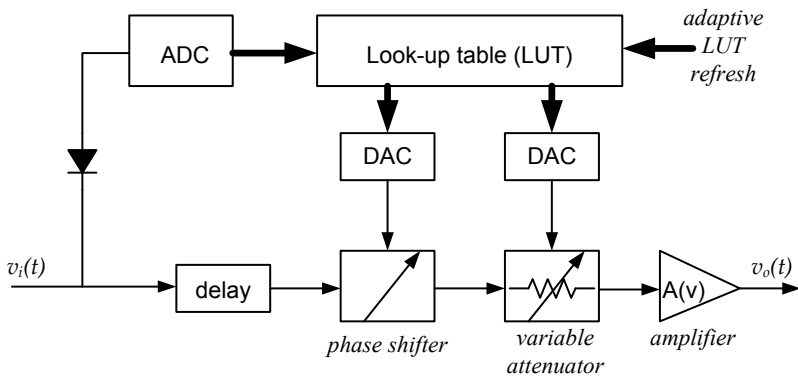 ADC
Look-up table (LUT)
adaptive
LUT
refresh
DAC
DAC
vi(t)
delay
A(v)
vo(t)
phase shifter
variable
attenuator
amplifier